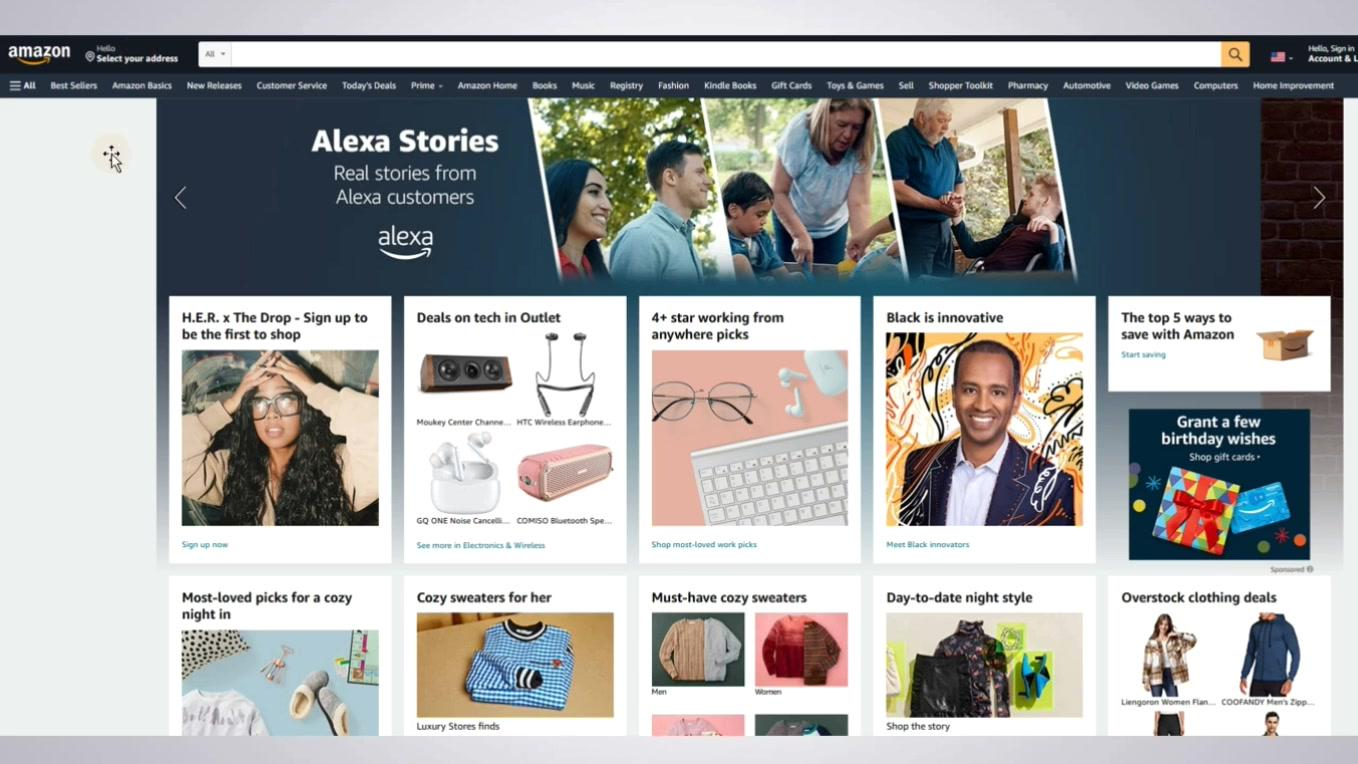 amazon
Hello
Select your address
All
Hello, Sign in
Account & L
All Best Sellers Amazon Basics New Releases Customer Service Today's Deals Prime Amazon Home Books Music Registry Fashion Kindle Books Gift Cards Toys & Games Sell Shopper Toolkit Pharmacy Automotive Video Games Computers Home Improvement
Alexa Stories
Real stories from
Alexa customers
alexa
H.E.R. x The Drop - Sign up to
be the first to shop
Sign up now
Deals on tech in Outlet
Moukey Center Channe... HTC Wireless Earphone...
GQ ONE Noise Cancelli... COMISO Bluetooth Spe...
See more in Electronics & Wireless
4+ star working from
anywhere picks
Shop most-loved work picks
Black is innovative
Meet Black innovators
The top 5 ways to
save with Amazon
Start saving
Grant a few
birthday wishes
Shop gift cards
Sponsored
Most-loved picks for a cozy
night in
Cozy sweaters for her
Luxury Stores finds
Must-have cozy sweaters
Men Women
Day-to-date night style
Shop the story
Overstock clothing deals
Liengoron Women Flan... COOFANDY Men's Zipp...